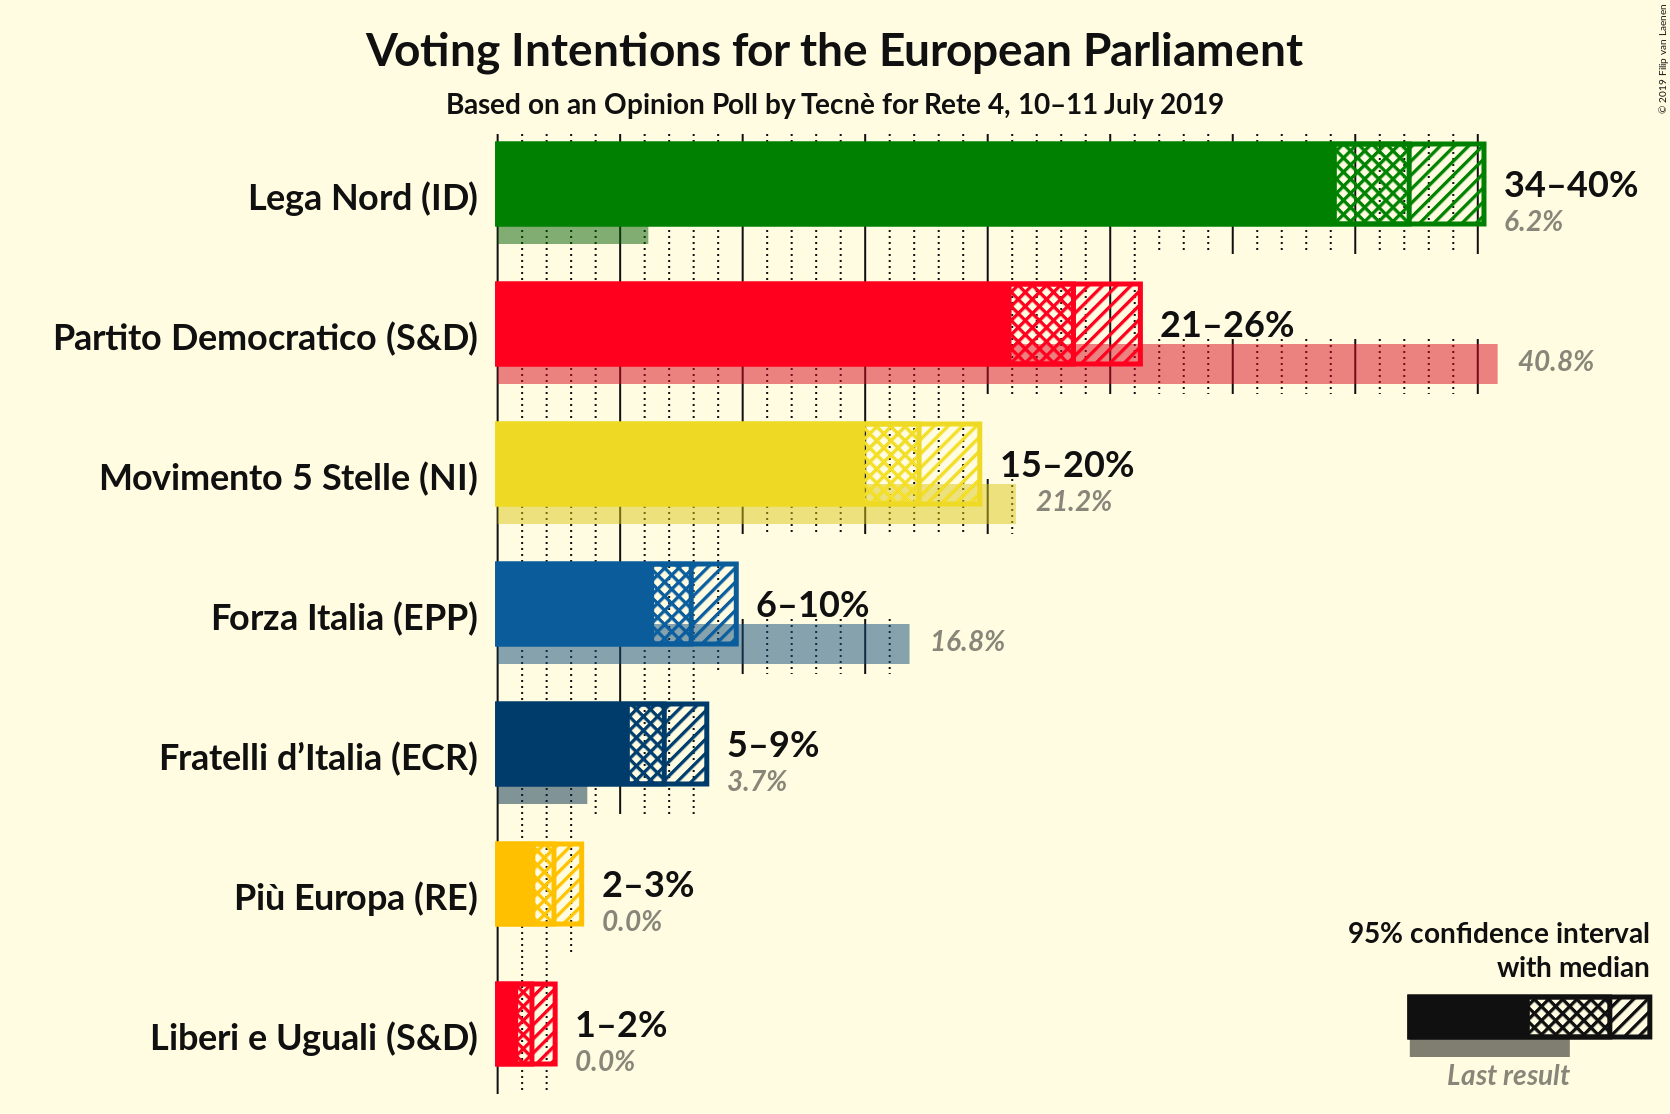 Voting Intentions for the European Parliament
Based on an Opinion Poll by Tecnè for Rete 4, 10–11 July 2019
© 2019 Filip van Laenen
Lega Nord (ID)
34–40%
6.2%
Partito Democratico (S&D)
21–26%
40.8%
Movimento 5 Stelle (NI)
15–20%
21.2%
Forza Italia (EPP)
6–10%
16.8%
Fratelli d’Italia (ECR)
5–9%
3.7%
Più Europa (RE)
2–3%
0.0%
Liberi e Uguali (S&D)
1–2%
0.0%
95% confidence interval
with median
Last result